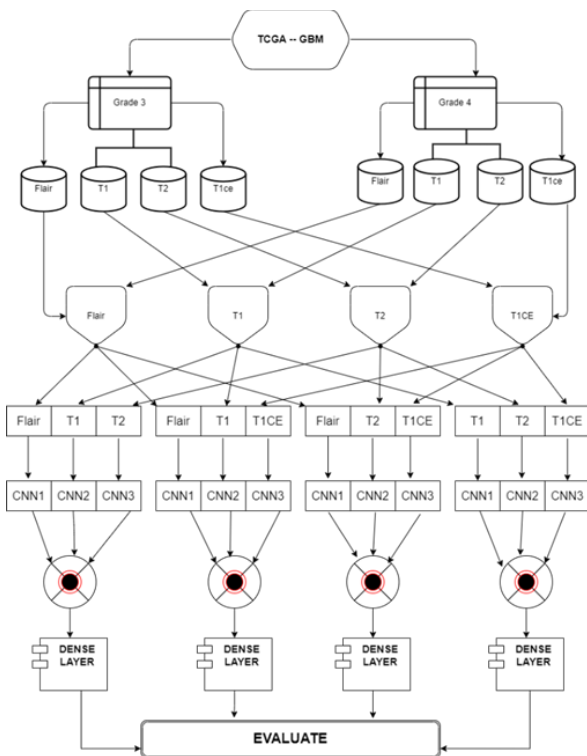 TCGA -- GBM
Grade 3
Grade 4
Flair
T1
T2
T1ce
Flair
T1
T2
T1ce
Flair
T1
T2
T1CE
Flair T1 T2
Flair T1 T1CE
Flair T2 T1CE
T1 T2 T1CE
CNN1 CNN2 CNN3
CNN1 CNN2 CNN3
CNN1 CNN2 CNN3
CNN1 CNN2 CNN3
DENSE
LAYER
DENSE
LAYER
DENSE
LAYER
DENSE
LAYER
EVALUATE